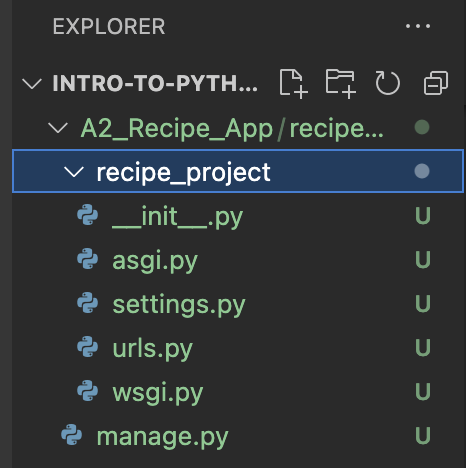 EXPLORER ...
INTRO-TO-PYTH...
A2_Recipe_App/recipe...
recipe_project
__init__.py U
asgi.py U
settings.py U
urls.py U
wsgi.py U
manage.py U